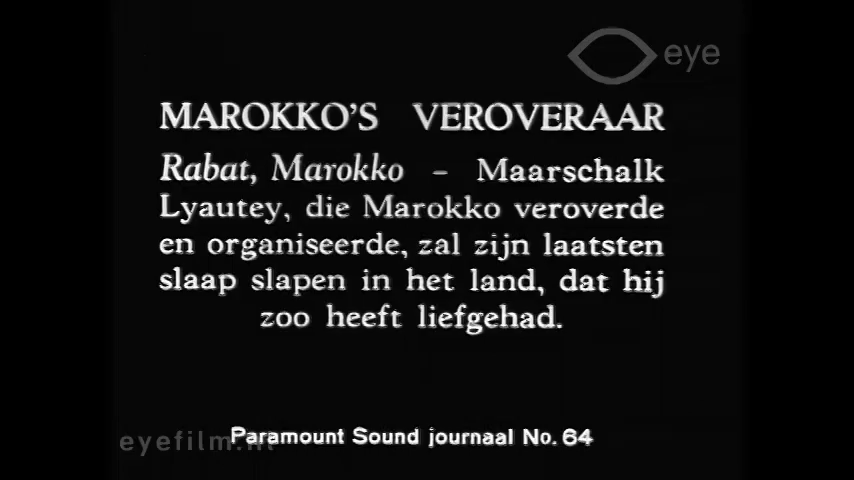 eye
MAROKKO'S VEROVERAAR
Rabat, Marokko - Maarschalk
Lyautey, die Marokko veroverde
en organiseerde, zal zijn laatsten
slaap slapen in het land, dat hij
zoo heeft liefgehad.
Paramount Sound journaal No. 64
eyefilm.nl